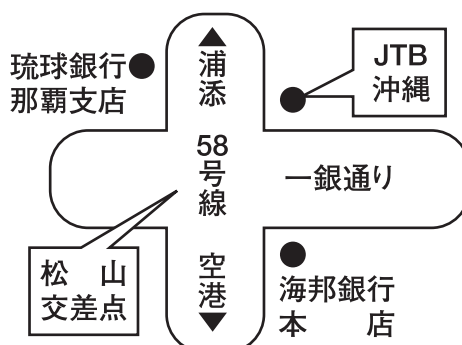 琉球銀行
那覇支店
▲
浦添
58
号線
空港
▼
JTB
沖縄
一銀通り
松　山
交差点
海邦銀行
本　店